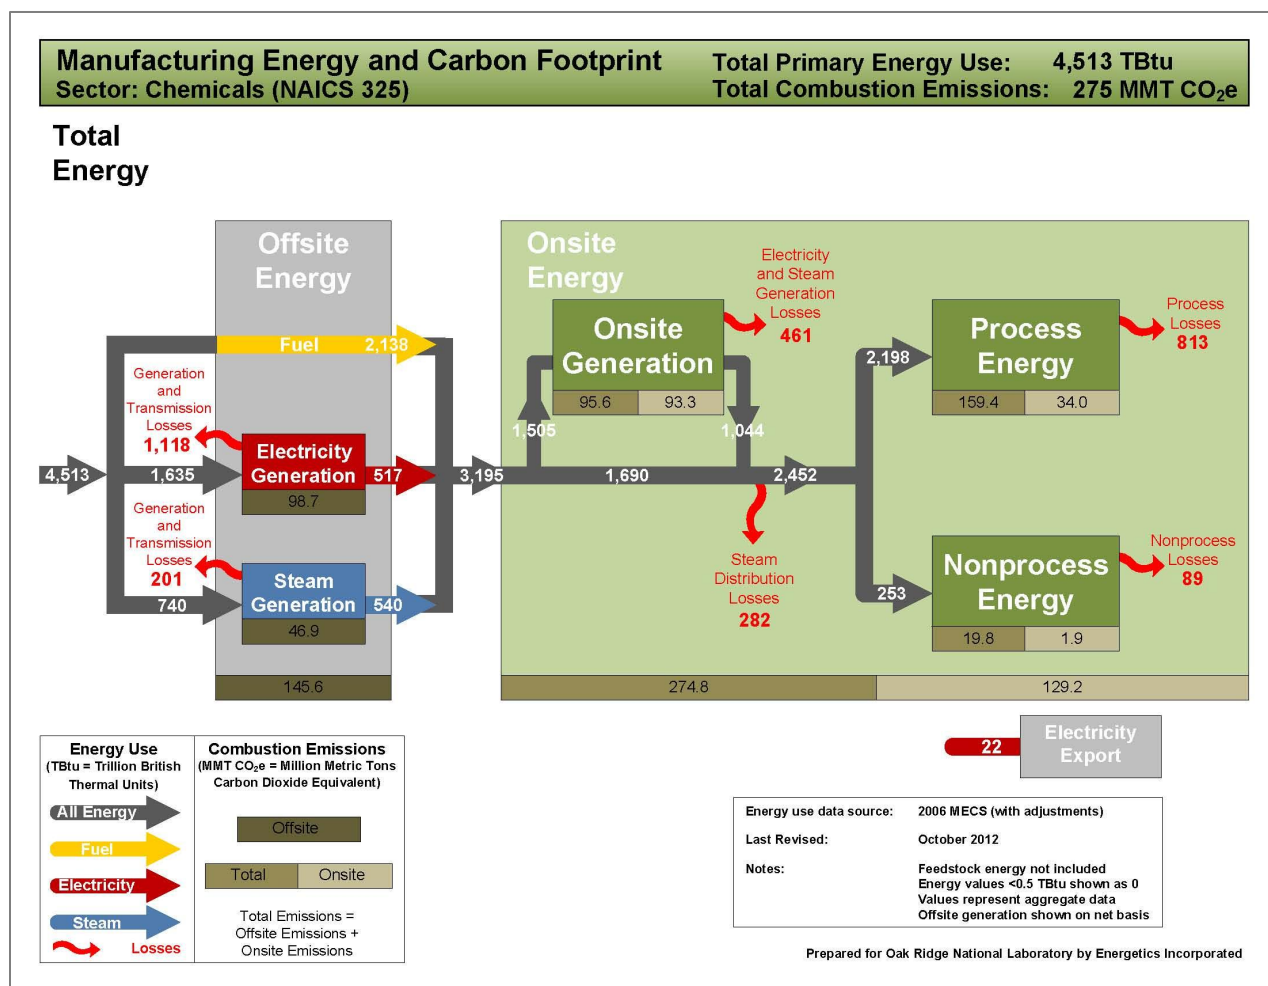 Manufacturing Energy and Carbon Footprint
Sector: Chemicals (NAICS 325)
Total Primary Energy Use: 4,513 TBtu
Total Combustion Emissions: 275 MMT CO₂e
Total
Energy
Offsite
Energy
Fuel 2,138
Generation
and
Transmission
Losses
1,118
4,513
1,635
Electricity
Generation
98.7
517
Generation
and
Transmission
Losses
201
740
Steam
Generation
46.9
540
145.6
3,195
Onsite
Energy
1,505
Onsite
Generation
95.6 93.3
Electricity
and Steam
Generation
Losses
461
1,044
1,690
2,452
Steam
Distribution
Losses
282
2,198
Process
Energy
159.4 34.0
Process
Losses
813
253
Nonprocess
Energy
19.8 1.9
Nonprocess
Losses
89
274.8 129.2
22
Electricity
Export
Energy Use
(TBtu = Trillion British
Thermal Units)
All Energy
Fuel
Electricity
Steam
Losses
Combustion Emissions
(MMT CO₂e = Million Metric Tons
Carbon Dioxide Equivalent)
Offsite
Total Onsite
Total Emissions =
Offsite Emissions +
Onsite Emissions
Energy use data source: 2006 MECS (with adjustments)
Last Revised: October 2012
Notes: Feedstock energy not included
Energy values <0.5 TBtu shown as 0
Values represent aggregate data
Offsite generation shown on net basis
Prepared for Oak Ridge National Laboratory by Energetics Incorporated